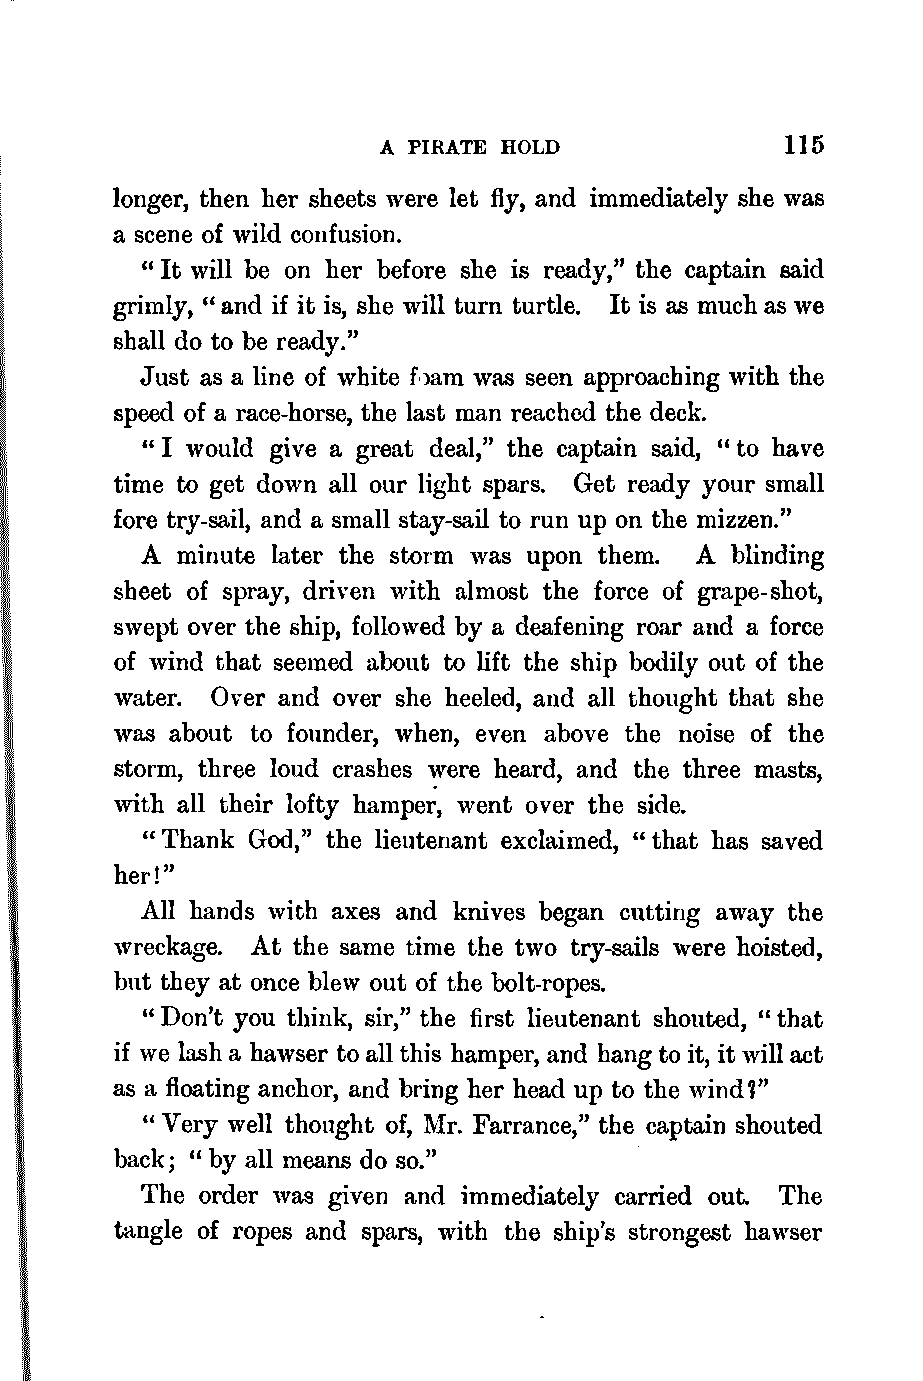 A PIRATE HOLD 115
longer, then her sheets were let fly, and immediately she was
a scene of wild confusion.
“It will be on her before she is ready,” the captain said
grimly, “and if it is, she will turn turtle. It is as much as we
shall do to be ready.”
Just as a line of white foam was seen approaching with the
speed of a race-horse, the last man reached the deck.
“I would give a great deal,” the captain said, “to have
time to get down all our light spars. Get ready your small
fore try-sail, and a small stay-sail to run up on the mizzen.”
A minute later the storm was upon them. A blinding
sheet of spray, driven with almost the force of grape-shot,
swept over the ship, followed by a deafening roar and a force
of wind that seemed about to lift the ship bodily out of the
water. Over and over she heeled, and all thought that she
was about to founder, when, even above the noise of the
storm, three loud crashes were heard, and the three masts,
with all their lofty hamper, went over the side.
“Thank God,” the lieutenant exclaimed, “that has saved
her!”
All hands with axes and knives began cutting away the
wreckage. At the same time the two try-sails were hoisted,
but they at once blew out of the bolt-ropes.
“Don’t you think, sir,” the first lieutenant shouted, “that
if we lash a hawser to all this hamper, and hang to it, it will act
as a floating anchor, and bring her head up to the wind?”
“Very well thought of, Mr. Farrance,” the captain shouted
back; “by all means do so.”
The order was given and immediately carried out. The
tangle of ropes and spars, with the ship’s strongest hawser